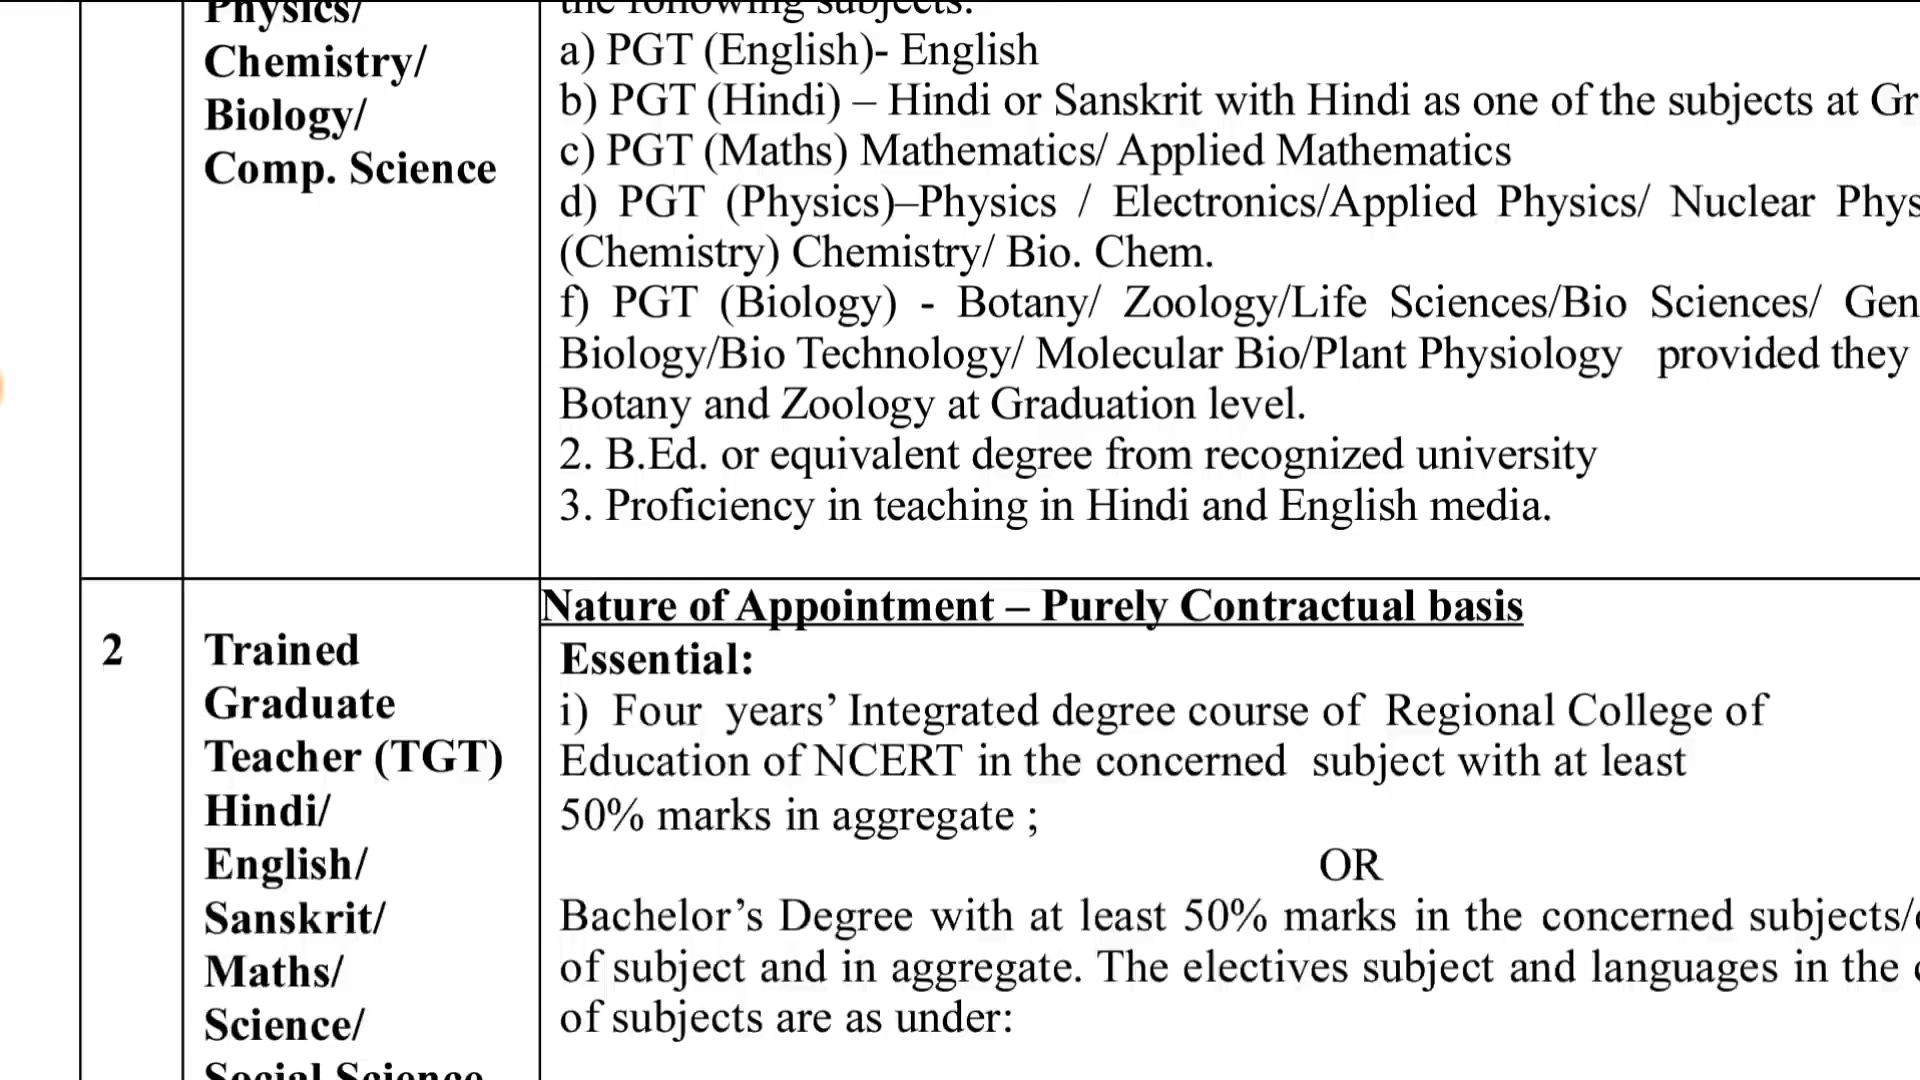 Physics/
Chemistry/
Biology/
Comp. Science
the following subjects:
a) PGT (English)- English
b) PGT (Hindi) – Hindi or Sanskrit with Hindi as one of the subjects at
c) PGT (Maths) Mathematics/ Applied Mathematics
d) PGT (Physics)–Physics / Electronics/Applied Physics/ Nuclear
(Chemistry) Chemistry/ Bio. Chem.
f) PGT (Biology) - Botany/ Zoology/Life Sciences/Bio Sciences/
Biology/Bio Technology/ Molecular Bio/Plant Physiology provided they
Botany and Zoology at Graduation level.
2. B.Ed. or equivalent degree from recognized university
3. Proficiency in teaching in Hindi and English media.
2
Trained
Graduate
Teacher (TGT)
Hindi/
English/
Sanskrit/
Maths/
Science/
Social Science
Nature of Appointment – Purely Contractual basis
Essential:
i) Four years’ Integrated degree course of Regional College of
Education of NCERT in the concerned subject with at least
50% marks in aggregate ;
OR
Bachelor’s Degree with at least 50% marks in the concerned subjects/
of subject and in aggregate. The electives subject and languages in the
of subjects are as under: